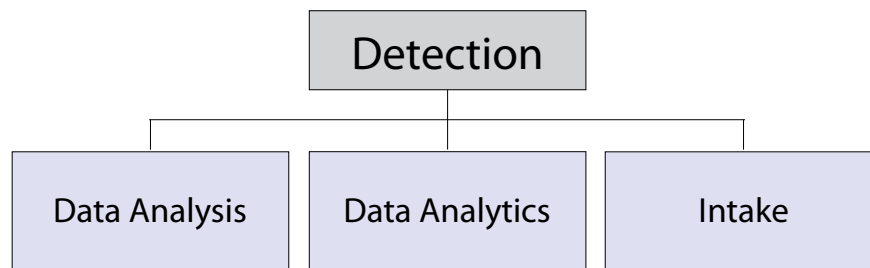 Detection
Data Analysis
Data Analytics
Intake